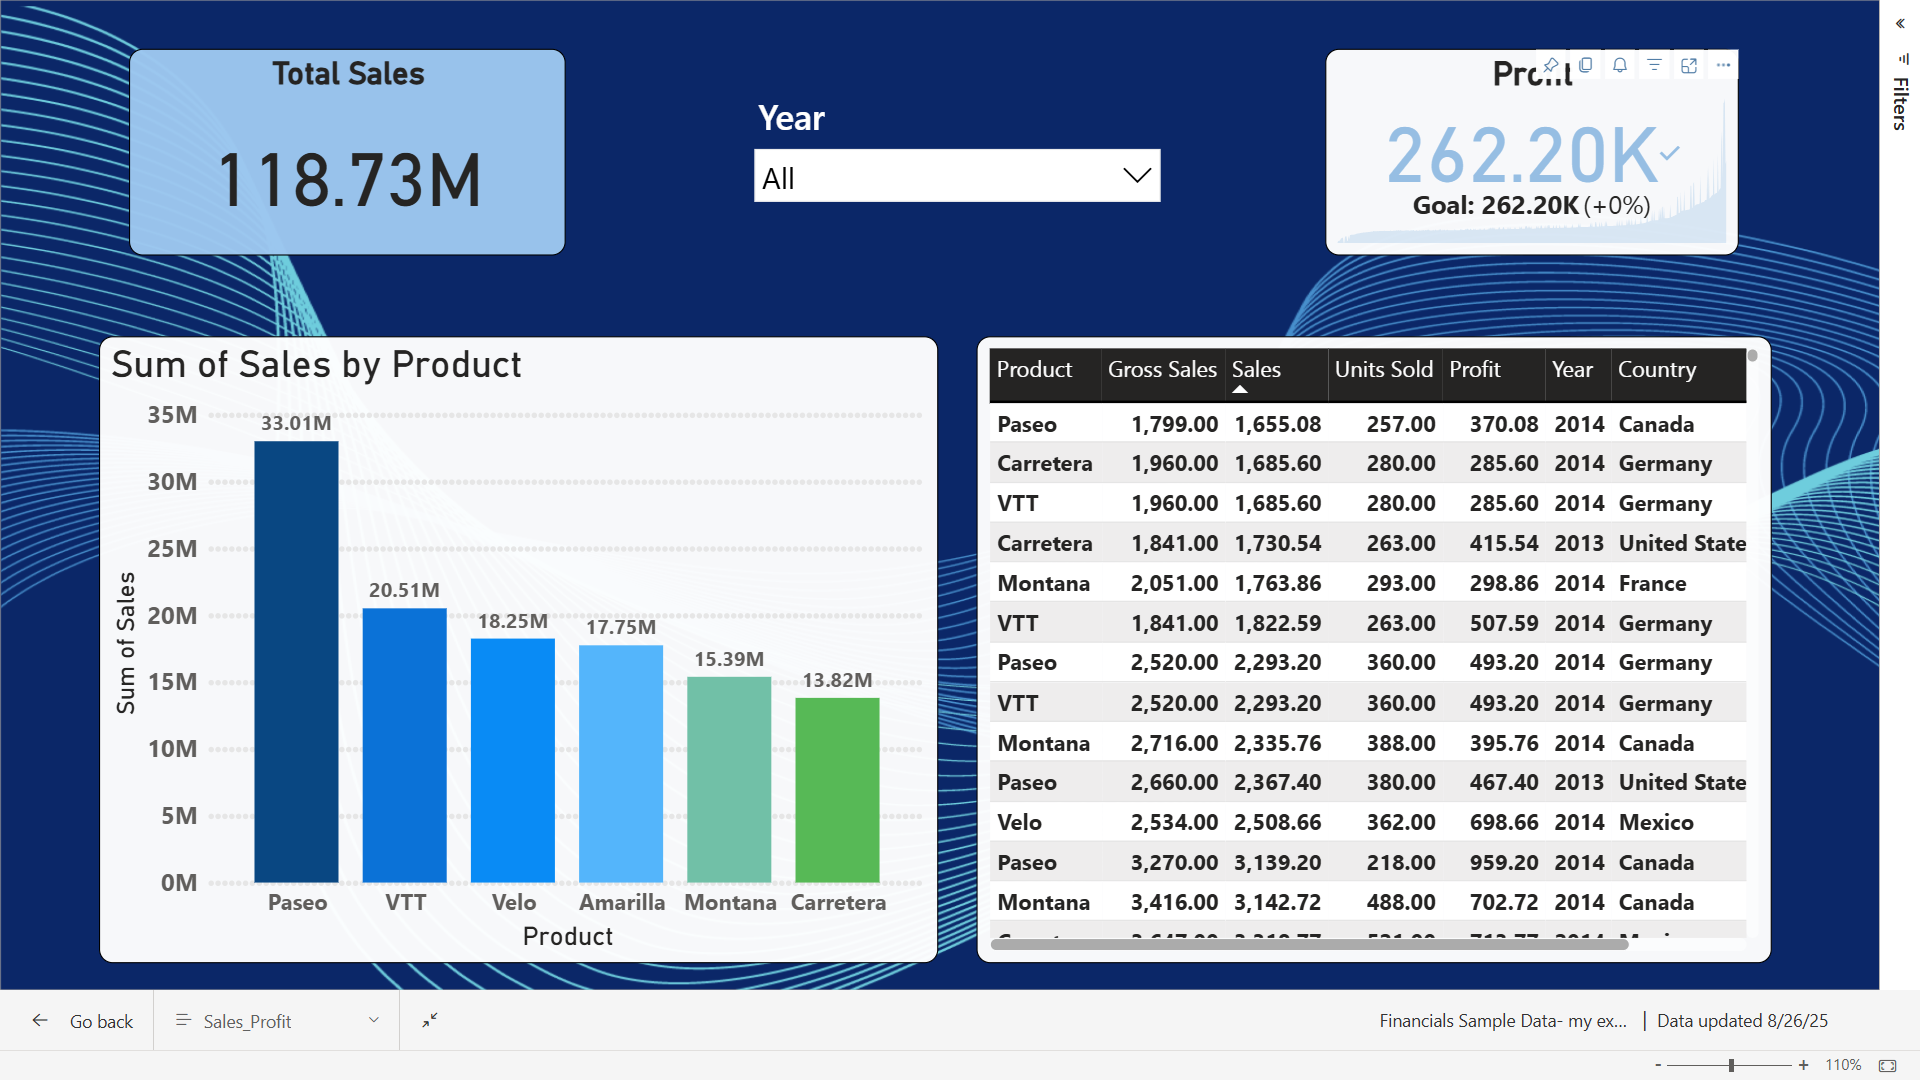 Total Sales
118.73M
Year
All
Profit
262.20K
Goal: 262.20K (+0%)
Filters
Sum of Sales by Product
Sum of Sales
35M
30M
25M
20M
15M
10M
5M
0M
33.01M
20.51M
18.25M
17.75M
15.39M
13.82M
Paseo VTT Velo Amarilla Montana Carretera
Product
Product Gross Sales Sales Units Sold Profit Year Country
Paseo 1,799.00 1,655.08 257.00 370.08 2014 Canada
Carretera 1,960.00 1,685.60 280.00 285.60 2014 Germany
VTT 1,960.00 1,685.60 280.00 285.60 2014 Germany
Carretera 1,841.00 1,730.54 263.00 415.54 2013 United State
Montana 2,051.00 1,763.86 293.00 298.86 2014 France
VTT 1,841.00 1,822.59 263.00 507.59 2014 Germany
Paseo 2,520.00 2,293.20 360.00 493.20 2014 Germany
VTT 2,520.00 2,293.20 360.00 493.20 2014 Germany
Montana 2,716.00 2,335.76 388.00 395.76 2014 Canada
Paseo 2,660.00 2,367.40 380.00 467.40 2013 United State
Velo 2,534.00 2,508.66 362.00 698.66 2014 Mexico
Paseo 3,270.00 3,139.20 218.00 959.20 2014 Canada
Montana 3,416.00 3,142.72 488.00 702.72 2014 Canada
Go back
Sales_Profit
Financials Sample Data- my ex... | Data updated 8/26/25
- + 110%